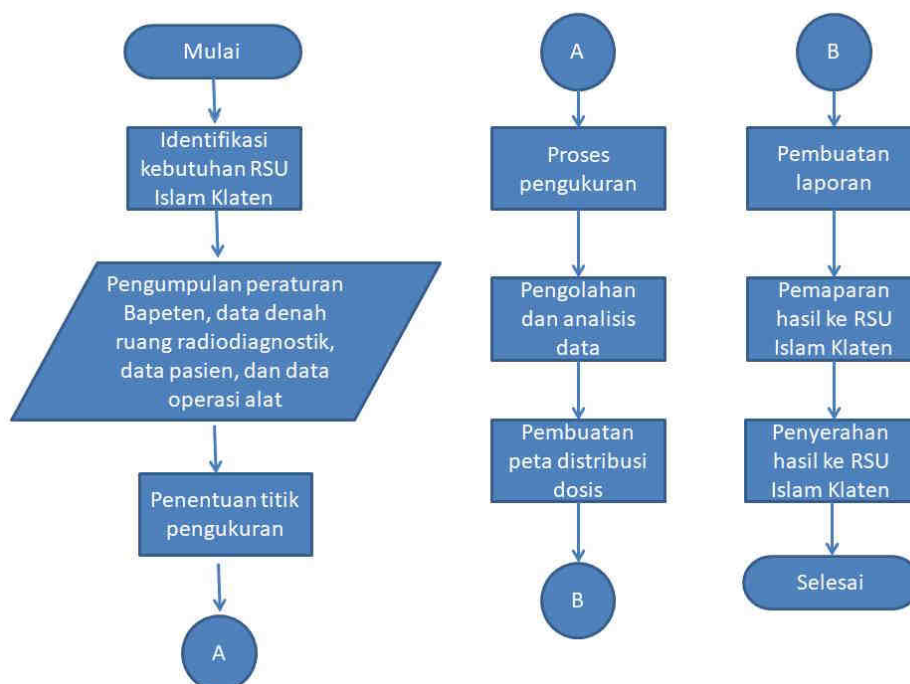 Mulai
Identifikasi
kebutuhan RSU
Islam Klaten
Pengumpulan peraturan
Bapeten, data denah
ruang radiodiagnostik,
data pasien, dan data
operasi alat
Penentuan titik
pengukuran
A
A
Proses
pengukuran
Pengolahan
dan analisis
data
Pembuatan
peta distribusi
dosis
B
B
Pembuatan
laporan
Pemaparan
hasil ke RSU
Islam Klaten
Penyerahan
hasil ke RSU
Islam Klaten
Selesai